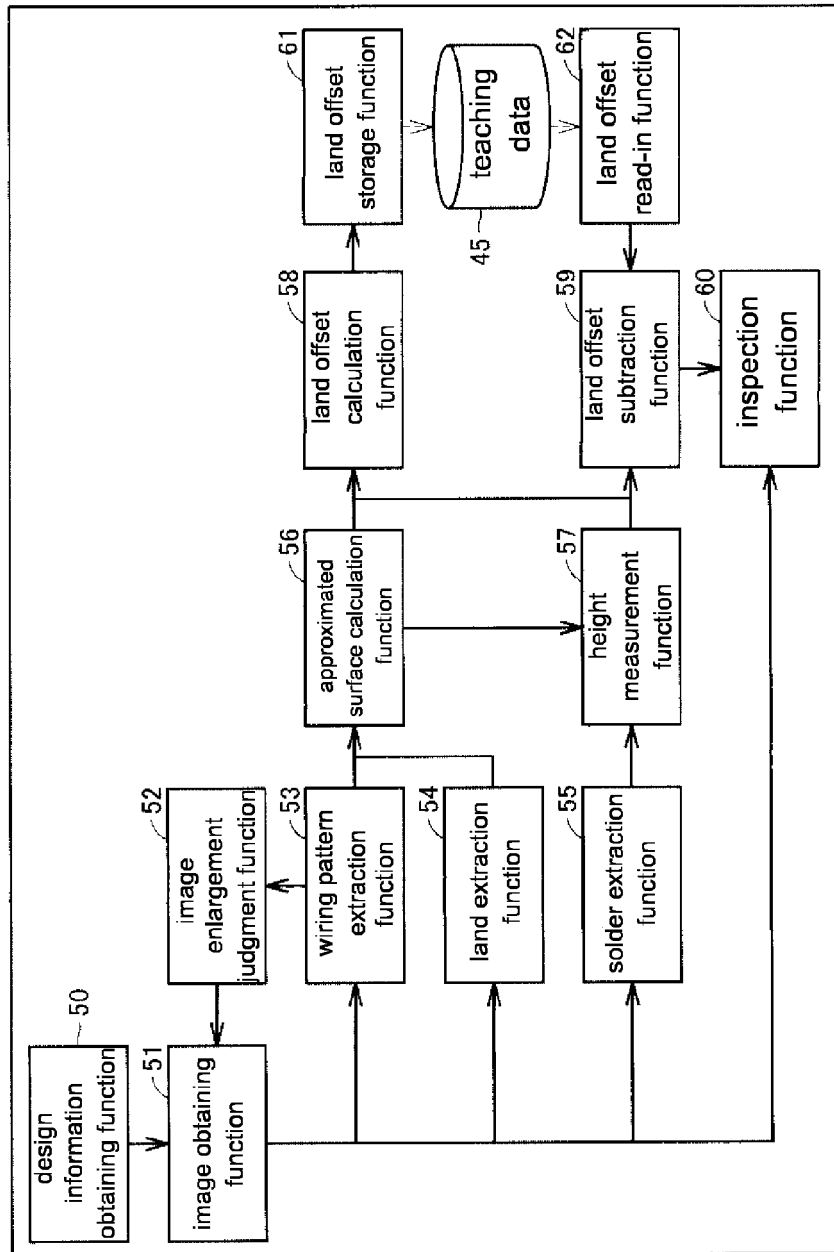 50
design
information
obtaining function
51
image obtaining
function
52
image
enlargement
judgment function
53
wiring pattern
extraction
function
54
land extraction
function
55
solder extraction
function
56
approximated
surface calculation
function
57
height
measurement
function
58
land offset
calculation
function
59
land offset
subtraction
function
60
inspection
function
61
land offset
storage function
teaching
data
45
62
land offset
read-in function